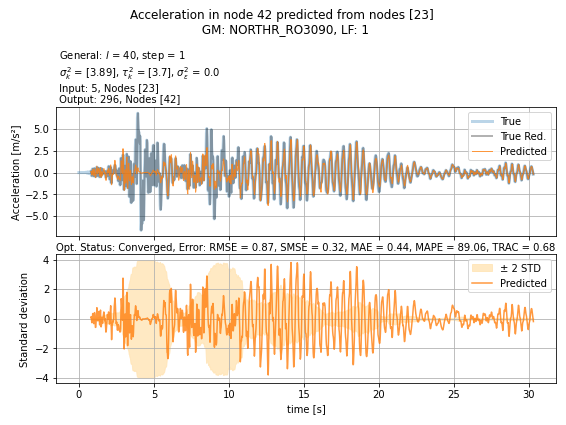 Acceleration in node 42 predicted from nodes [23]
GM: NORTHR_RO3090, LF: 1
General: l = 40, step = 1
σ_k² = [3.89], τ_k² = [3.7], σ_ε² = 0.0
Input: 5, Nodes [23]
Output: 296, Nodes [42]
Acceleration [m/s²]
5.0
2.5
0.0
−2.5
−5.0
True
True Red.
Predicted
Opt. Status: Converged, Error: RMSE = 0.87, SMSE = 0.32, MAE = 0.44, MAPE = 89.06, TRAC = 0.68
Standard deviation
4
2
0
−2
−4
± 2 STD
Predicted
0 5 10 15 20 25 30
time [s]